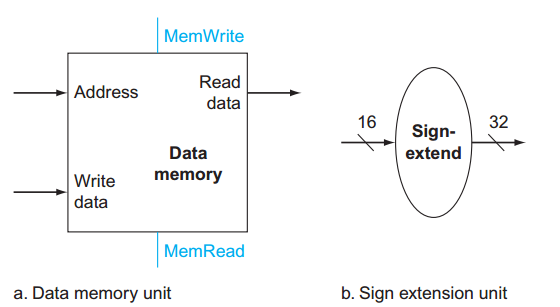 MemWrite
Address
Read
data
Data
memory
Write
data
MemRead
a. Data memory unit
16
Sign-
extend
32
b. Sign extension unit